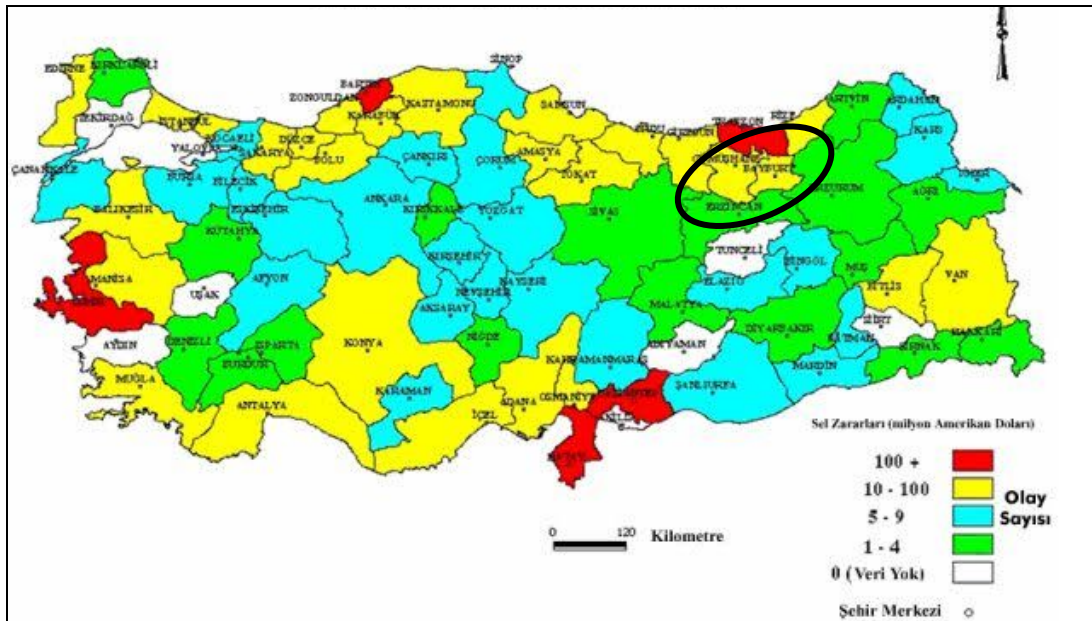 SİNOP
EDİRNE
KIRKLARELİ
BARTIN
ZONGULDAK
KASTAMONU
SAMSUN
ARTVİN
ARDAHAN
TEKİRDAĞ
İSTANBUL
KOCAELİ
DÜZCE
KARABÜK
ORDU
GİRESUN
TRABZON
RİZE
KARS
YALOVA
SAKARYA
BOLU
ÇANKIRI
ÇORUM
AMASYA
TOKAT
GÜMÜŞHANE
BAYBURT
ÇANAKKALE
BURSA
BİLECİK
ANKARA
KIRIKKALE
YOZGAT
SİVAS
ERZİNCAN
ERZURUM
AĞRI
IĞDIR
BALIKESİR
ESKİŞEHİR
KÜTAHYA
KIRŞEHİR
TUNCELİ
BİNGÖL
MUŞ
VAN
MANİSA
UŞAK
AFYON
AKSARAY
NEVŞEHİR
KAYSERİ
MALATYA
ELAZIĞ
BİTLİS
AYDIN
DENİZLİ
ISPARTA
BURDUR
KONYA
NİĞDE
KAHRAMANMARAŞ
ADIYAMAN
DİYARBAKIR
BATMAN
SİİRT
ŞIRNAK
HAKKARİ
MUĞLA
ANTALYA
KARAMAN
İÇEL
ADANA
OSMANİYE
ŞANLIURFA
MARDİN
KİLİS
Sel Zararları (milyon Amerikan Doları)
100 +
10 - 100
5 - 9
1 - 4
0 ( Veri Yok)
Olay
Sayısı
Şehir Merkezi
0 120
Kilometre